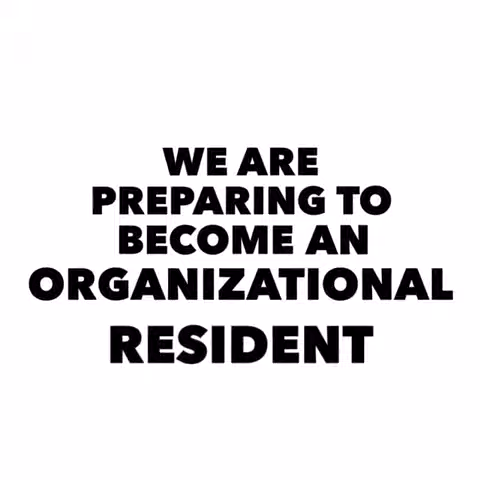 WE ARE
PREPARING TO
BECOME AN
ORGANIZATIONAL
RESIDENT